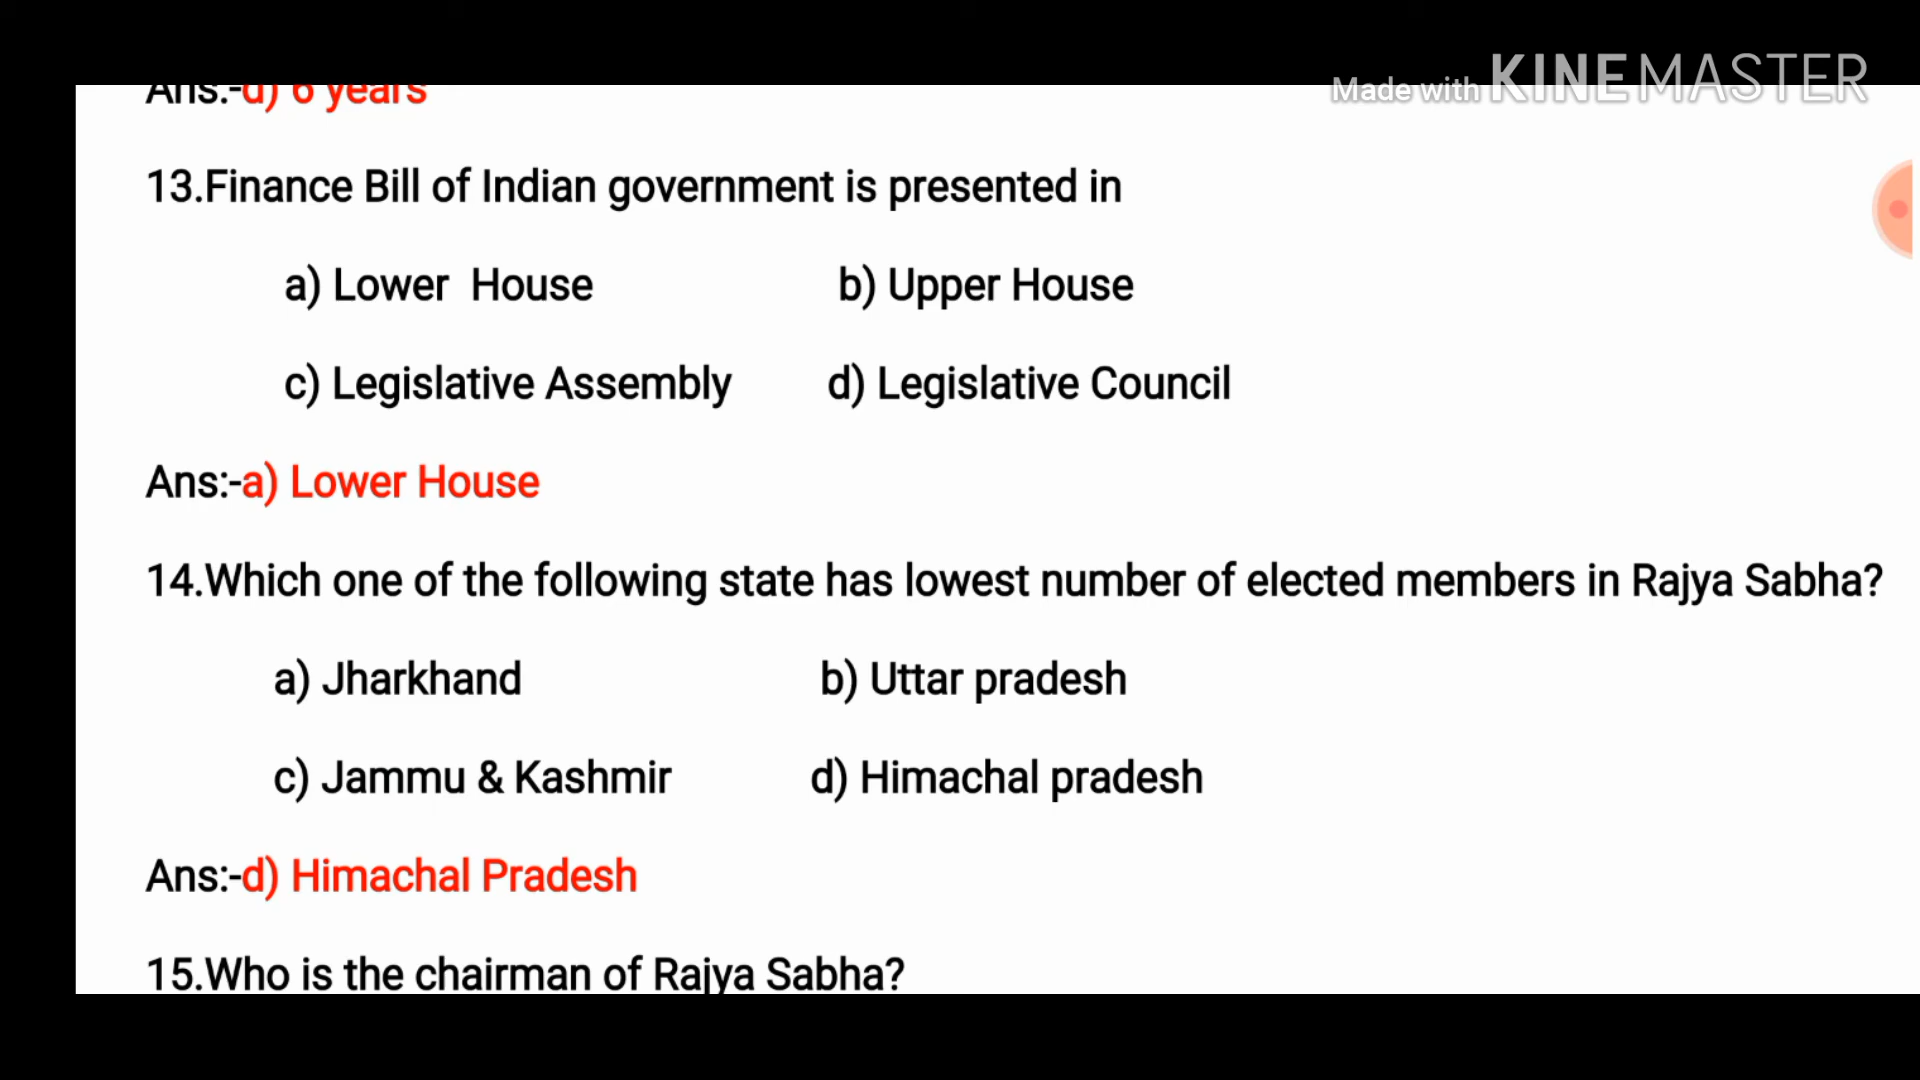 Made with KINEMASTER
Ans:-d) 6 years
13.Finance Bill of Indian government is presented in
a) Lower House b) Upper House
c) Legislative Assembly d) Legislative Council
Ans:-a) Lower House
14.Which one of the following state has lowest number of elected members in Rajya Sabha?
a) Jharkhand b) Uttar pradesh
c) Jammu & Kashmir d) Himachal pradesh
Ans:-d) Himachal Pradesh
15.Who is the chairman of Rajya Sabha?